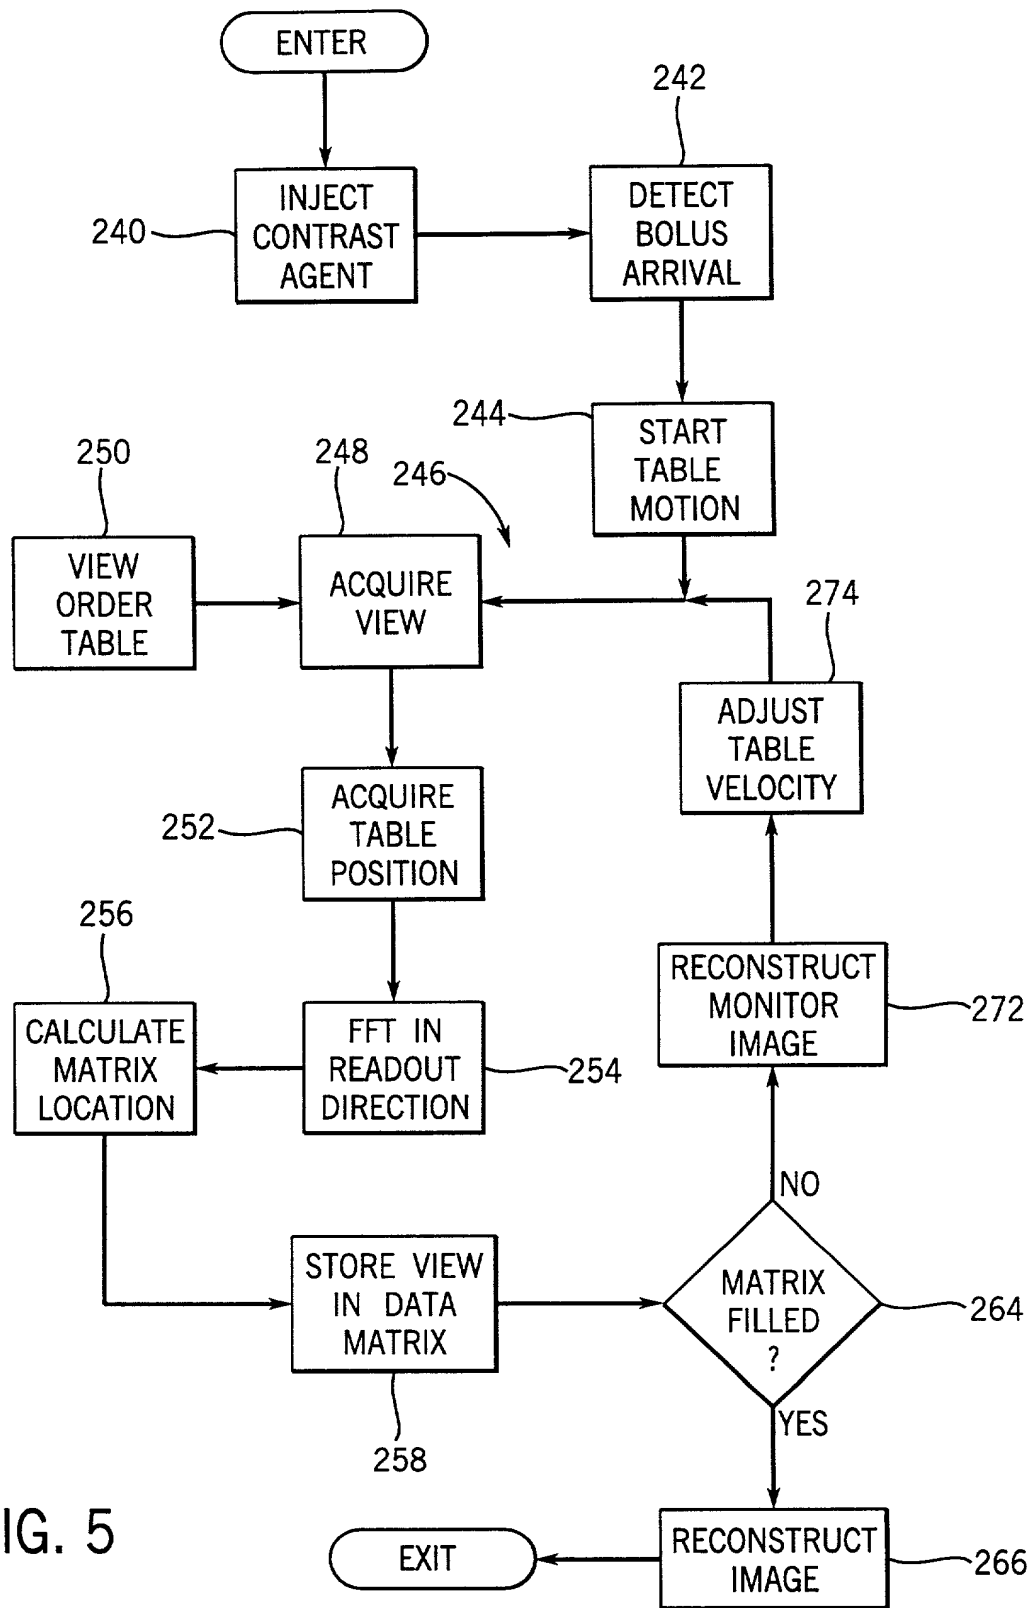 ENTER
242
INJECT
CONTRAST
AGENT
240
DETECT
BOLUS
ARRIVAL
244
START
TABLE
MOTION
250
248
246
VIEW
ORDER
TABLE
ACQUIRE
VIEW
274
ADJUST
TABLE
VELOCITY
252
ACQUIRE
TABLE
POSITION
256
CALCULATE
MATRIX
LOCATION
FFT IN
READOUT
DIRECTION
254
RECONSTRUCT
MONITOR
IMAGE
272
NO
STORE VIEW
IN DATA
MATRIX
258
MATRIX
FILLED
?
264
YES
IG. 5
EXIT
RECONSTRUCT
IMAGE
266